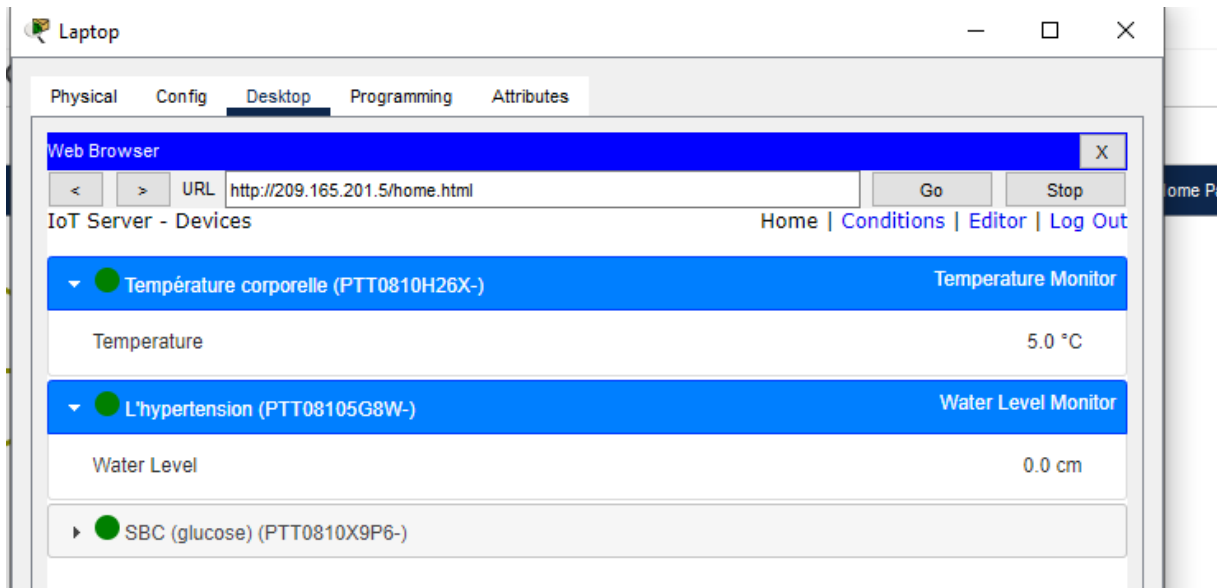 Laptop
Physical Config Desktop Programming Attributes
Web Browser X
< > URL http://209.165.201.5/home.html Go Stop
IoT Server - Devices Home | Conditions | Editor | Log Out
Température corporelle (PTT0810H26X-) Temperature Monitor
Temperature 5.0 °C
L'hypertension (PTT08105G8W-) Water Level Monitor
Water Level 0.0 cm
SBC (glucose) (PTT0810X9P6-)